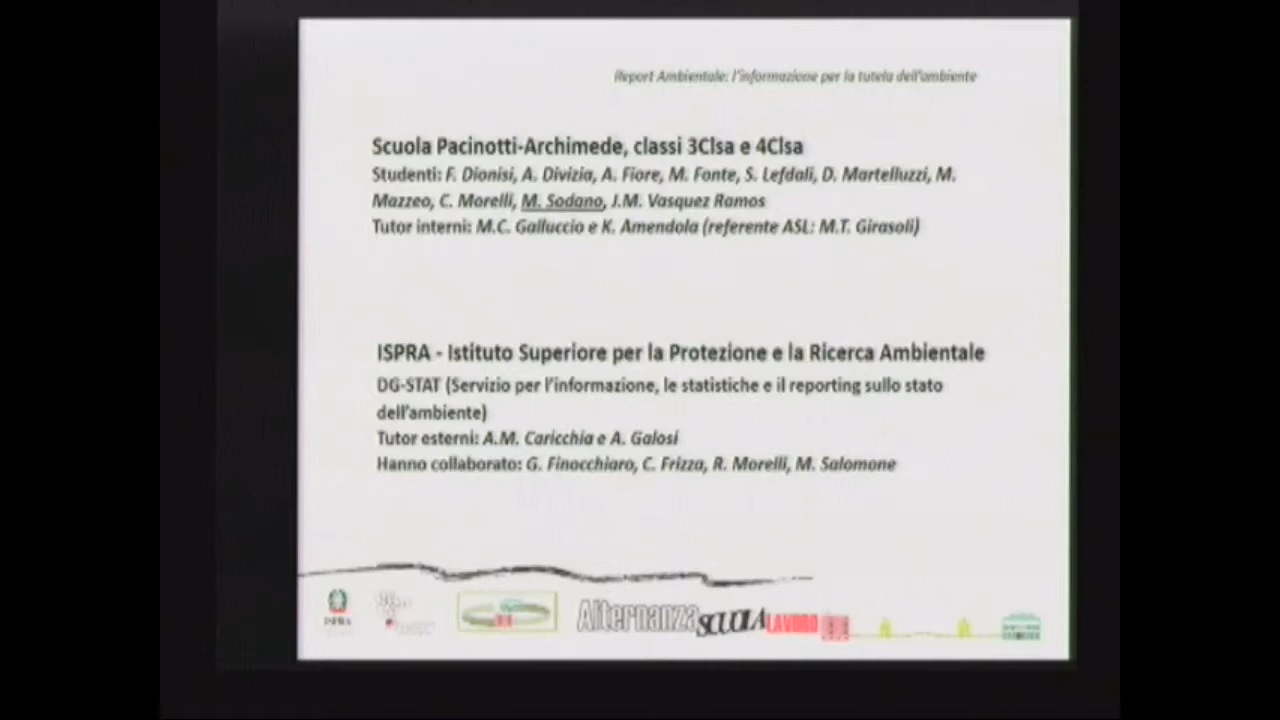 Report Ambientale: l'informazione per la tutela dell'ambiente
Scuola Pacinotti-Archimede, classi 3Clsa e 4Clsa
Studenti: F. Dionisi, A. Divizia, A. Fiore, M. Fonte, S. Lefdali, D. Martelluzzi, M.
Mazzeo, C. Morelli, M. Sodano, J.M. Vasquez Ramos
Tutor interni: M.C. Galluccio e K. Amendola (referente ASL: M.T. Girasoli)
ISPRA - Istituto Superiore per la Protezione e la Ricerca Ambientale
DG-STAT (Servizio per l'informazione, le statistiche e il reporting sullo stato
dell'ambiente)
Tutor esterni: A.M. Caricchia e A. Galosi
Hanno collaborato: G. Finocchiaro, C. Frizza, R. Morelli, M. Salomone
ISPRA
Alternanza SCUOLA LAVORO